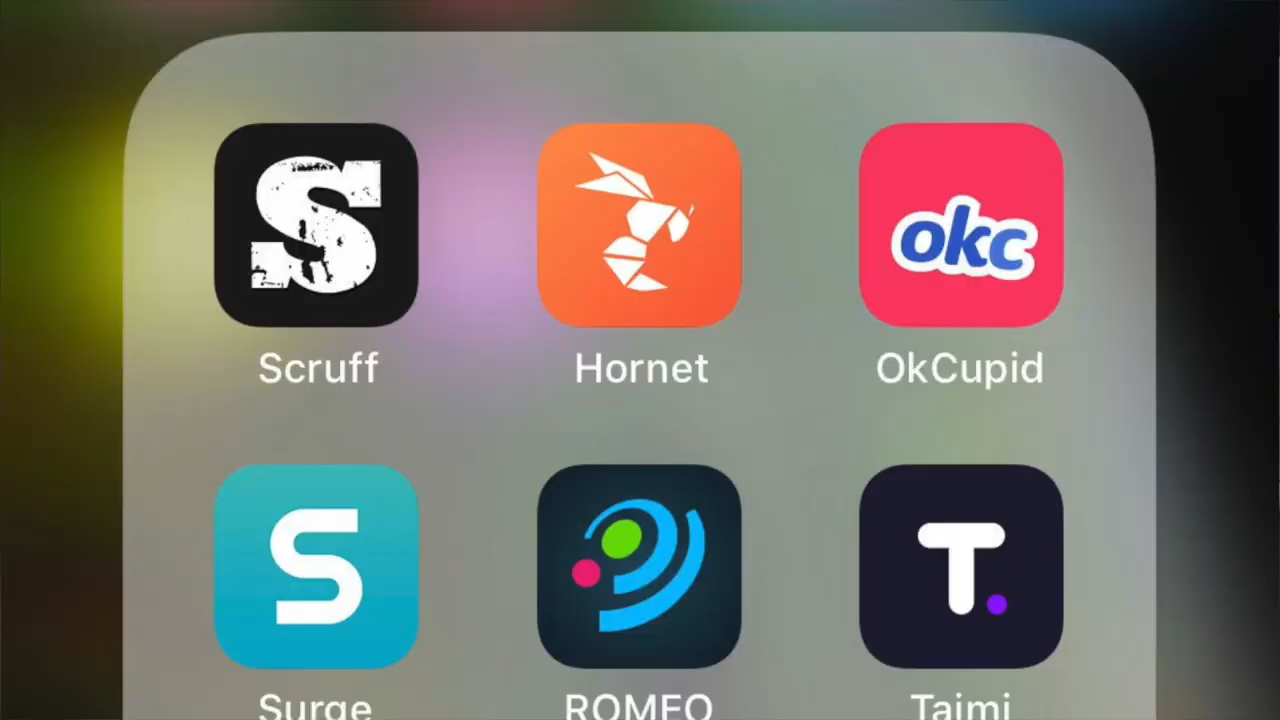 S
okc
Scruff Hornet OkCupid
S T.
Surge ROMEO Taimi